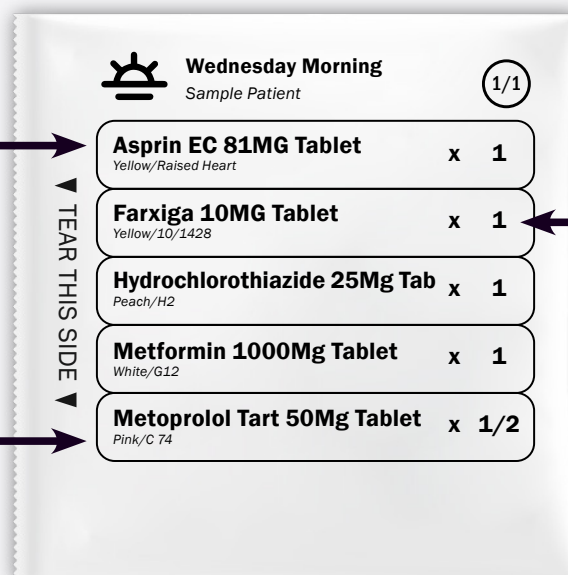 Wednesday Morning
Sample Patient
1/1
Asprin EC 81MG Tablet x 1
Yellow/Raised Heart
Farxiga 10MG Tablet x 1
Yellow/10/1428
Hydrochlorothiazide 25Mg Tab x 1
Peach/H2
Metformin 1000Mg Tablet x 1
White/G12
Metoprolol Tart 50Mg Tablet x 1/2
Pink/C 74
TEAR THIS SIDE